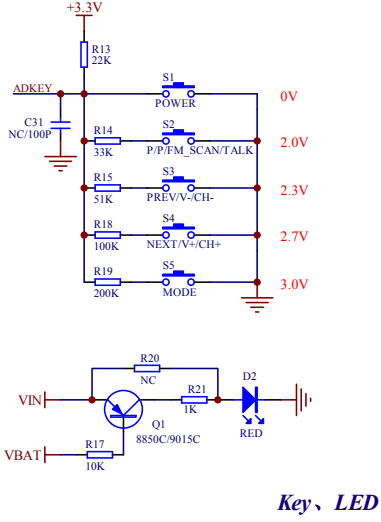 +3.3V
R13
22K
ADKEY
C31
NC/100P
S1
POWER
0V
R14
33K
S2
P/P/FM_SCAN/TALK
2.0V
R15
51K
S3
PREV/V-/CH-
2.3V
R18
100K
S4
NEXT/V+/CH+
2.7V
R19
200K
S5
MODE
3.0V
R20
NC
VIN
R21
1K
D2
RED
Q1
8850C/9015C
VBAT
R17
10K
Key、LED